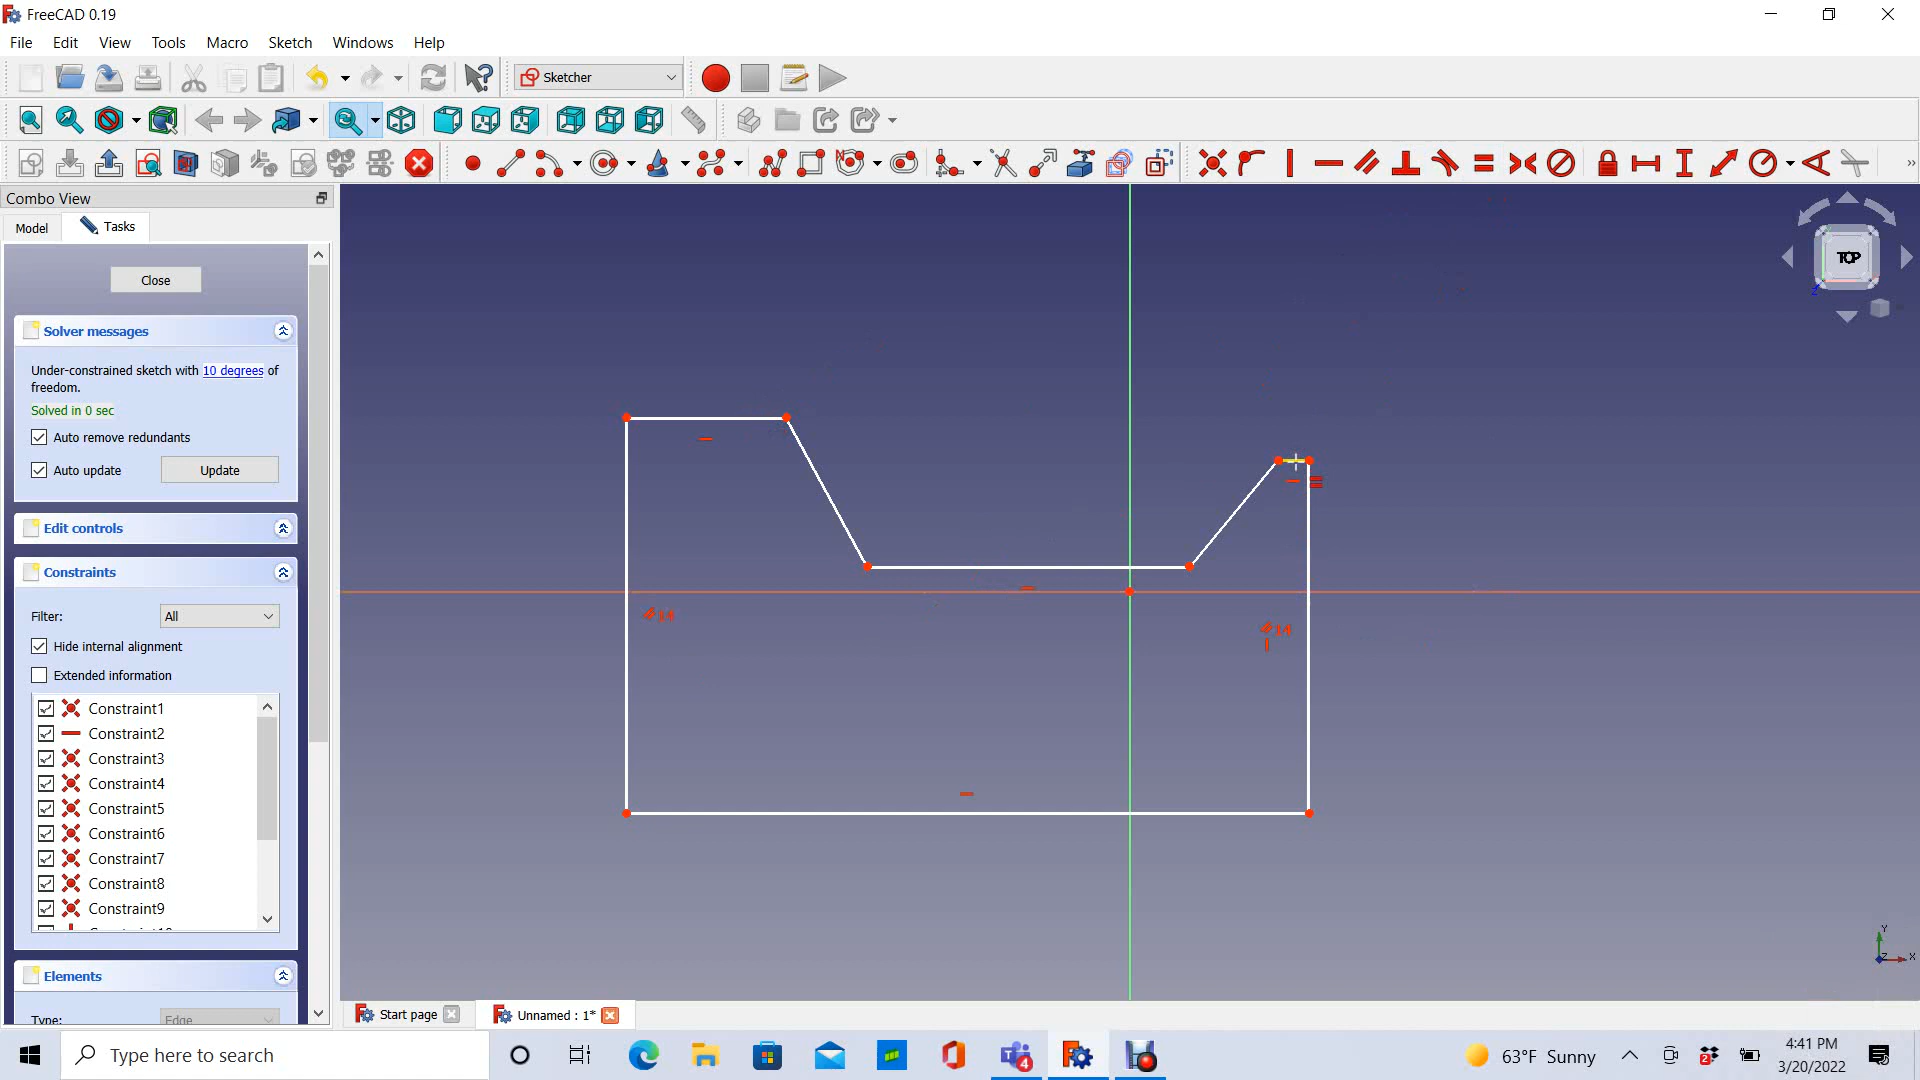 FreeCAD 0.19
File Edit View Tools Macro Sketch Windows Help
Sketcher
Combo View
Model Tasks
Close
Solver messages
Under-constrained sketch with 10 degrees of
freedom.
Solved in 0 sec
Auto remove redundants
Auto update Update
Edit controls
Constraints
Filter: All
Hide internal alignment
Extended information
Constraint1
Constraint2
Constraint3
Constraint4
Constraint5
Constraint6
Constraint7
Constraint8
Constraint9
Elements
Type: Edge
14
14
TOP
Z
Y
Z
X
Start page Unnamed : 1*
Type here to search
4
2
63°F Sunny
4:41 PM
3/20/2022